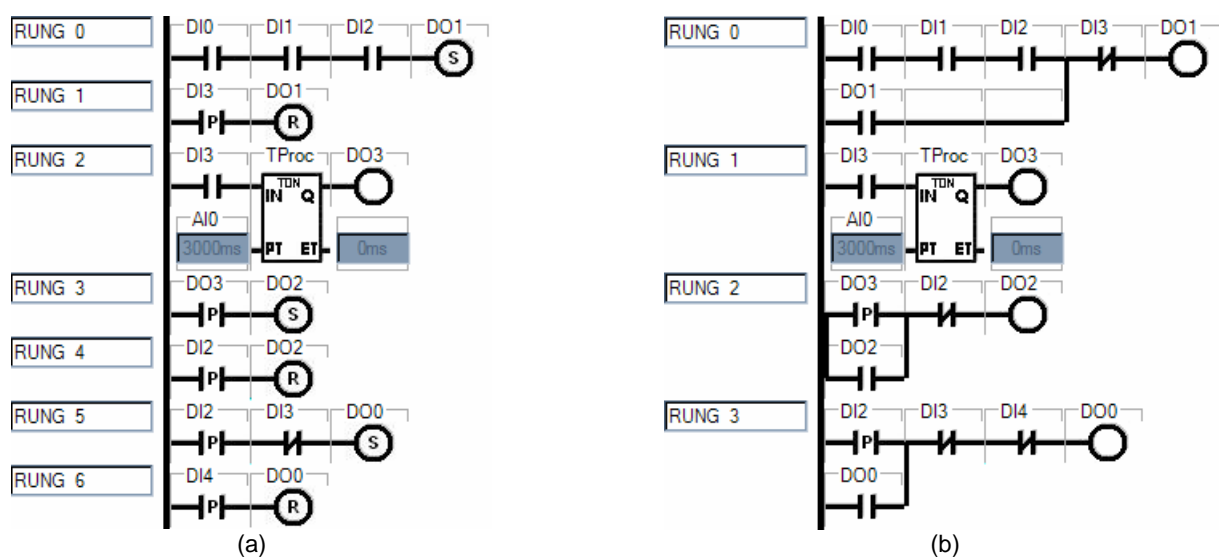 RUNG 0
DI0 DI1 DI2 DO1
S
RUNG 1
DI3 DO1
P R
RUNG 2
DI3 TProc DO3
TON
IN Q
AI0
3000ms PT ET 0ms
RUNG 3
DO3 DO2
P S
RUNG 4
DI2 DO2
P R
RUNG 5
DI2 DI3 DO0
P S
RUNG 6
DI4 DO0
P R
(a)
RUNG 0
DI0 DI1 DI2 DI3 DO1
DO1
RUNG 1
DI3 TProc DO3
TON
IN Q
AI0
3000ms PT ET 0ms
RUNG 2
DO3 DI2 DO2
P
DO2
RUNG 3
DI2 DI3 DI4 DO0
P
DO0
(b)